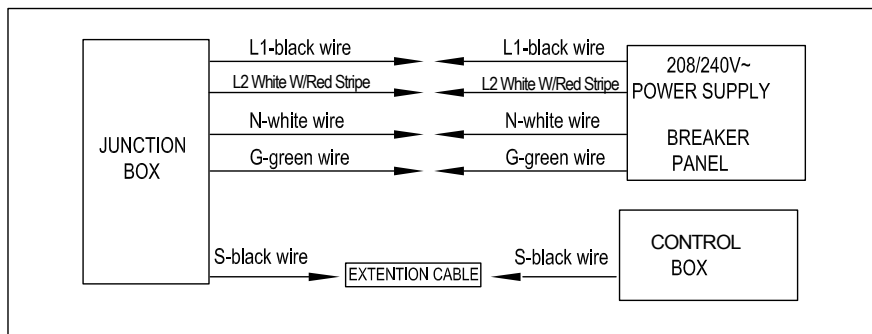 JUNCTION
BOX
L1-black wire
L2 White W/Red Stripe
N-white wire
G-green wire
S-black wire
L1-black wire
L2 White W/Red Stripe
N-white wire
G-green wire
208/240V~
POWER SUPPLY
BREAKER
PANEL
EXTENTION CABLE
S-black wire
CONTROL
BOX